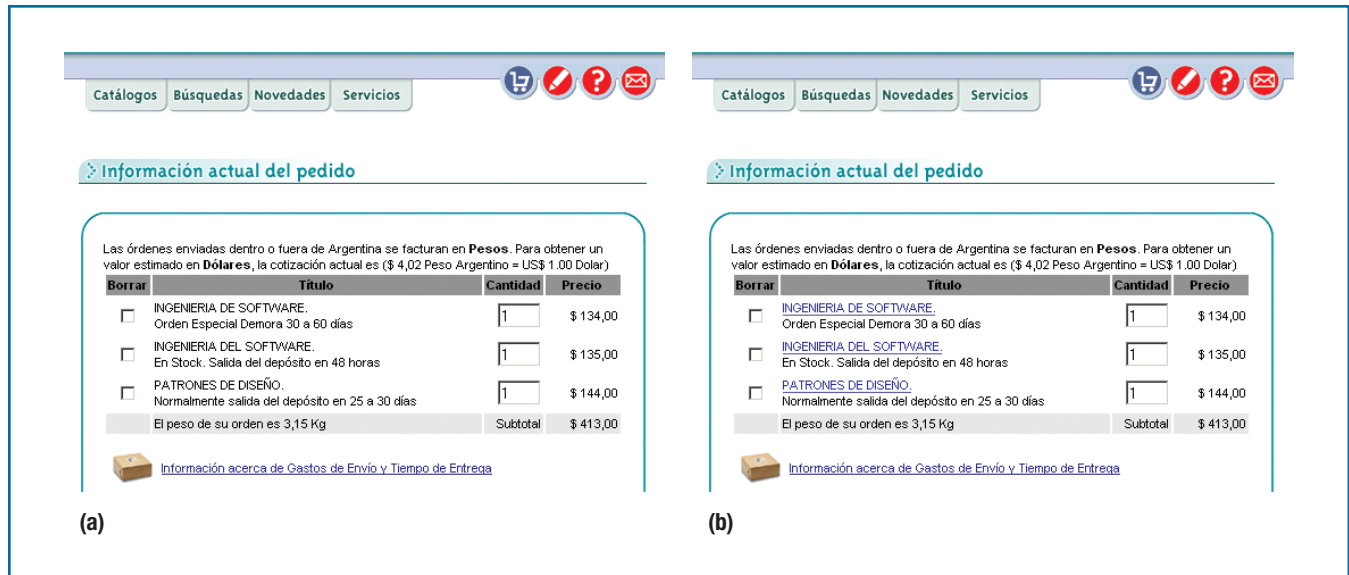 Catálogos Búsquedas Novedades Servicios
Información actual del pedido
Las órdenes enviadas dentro o fuera de Argentina se facturan en Pesos. Para obtener un
valor estimado en Dólares, la cotización actual es ($ 4,02 Peso Argentino = US$ 1.00 Dolar)
Borrar Título Cantidad Precio
INGENIERIA DE SOFTWARE.
Orden Especial Demora 30 a 60 días
1 $ 134,00
INGENIERIA DEL SOFTWARE.
En Stock. Salida del depósito en 48 horas
1 $ 135,00
PATRONES DE DISEÑO.
Normalmente salida del depósito en 25 a 30 días
1 $ 144,00
El peso de su orden es 3,15 Kg Subtotal $ 413,00
Información acerca de Gastos de Envío y Tiempo de Entrega
(a)
Catálogos Búsquedas Novedades Servicios
Información actual del pedido
Las órdenes enviadas dentro o fuera de Argentina se facturan en Pesos. Para obtener un
valor estimado en Dólares, la cotización actual es ($ 4,02 Peso Argentino = US$ 1.00 Dolar)
Borrar Título Cantidad Precio
INGENIERIA DE SOFTWARE.
Orden Especial Demora 30 a 60 días
1 $ 134,00
INGENIERIA DEL SOFTWARE.
En Stock. Salida del depósito en 48 horas
1 $ 135,00
PATRONES DE DISEÑO.
Normalmente salida del depósito en 25 a 30 días
1 $ 144,00
El peso de su orden es 3,15 Kg Subtotal $ 413,00
Información acerca de Gastos de Envío y Tiempo de Entrega
(b)